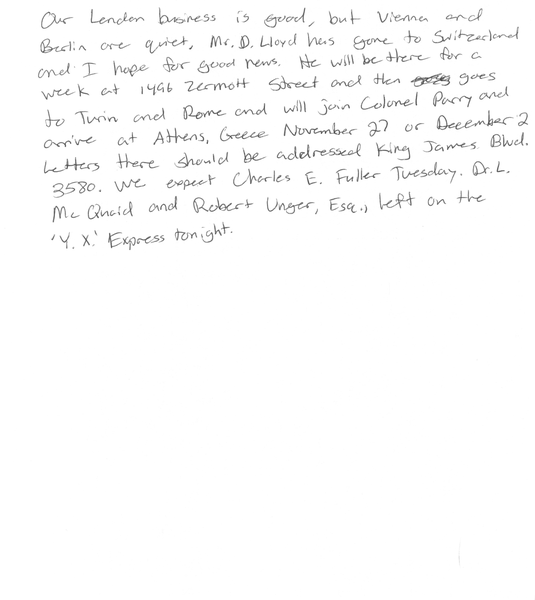 Our London business is good, but Vienna and
Berlin are quiet, Mr. D. Lloyd has gone to Switzerland
and I hope for good news. He will be there for a
week at 1496 Zermott Street and then goes
to Turin and Rome and will join Colonel Parry and
arrive at Athens, Greece November 27 or December 2
Letters there should be addressed King James Blvd.
3580. We expect Charles E. Fuller Tuesday. Dr. L.
Mc Quaid and Robert Unger, Esq., left on the
'Y. X.' Express tonight.